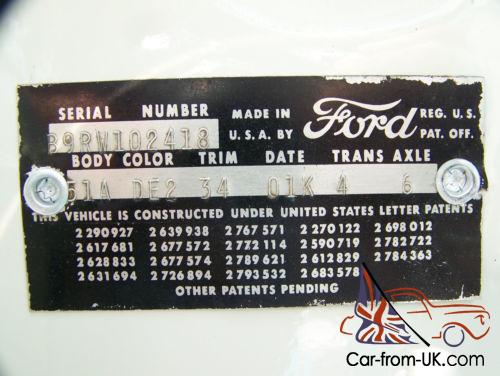 SERIAL NUMBER MADE IN Ford REG. U.S.
B9RW102418 U.S.A. BY PAT. OFF.
BODY COLOR TRIM DATE TRANS AXLE
51A DE2 34 01K 4 6
THIS VEHICLE IS CONSTRUCTED UNDER UNITED STATES LETTER PATENTS
2 290927 2 639 938 2 767 571 2 270 122 2 698 012
2 617 681 2 677 572 2 772 114 2 590 719 2 782 722
2 628 833 2 677 574 2 789 621 2 612 829 2 784 363
2 631 694 2 726 894 2 793 532 2 683 578
OTHER PATENTS PENDING
Car-from-UK.com